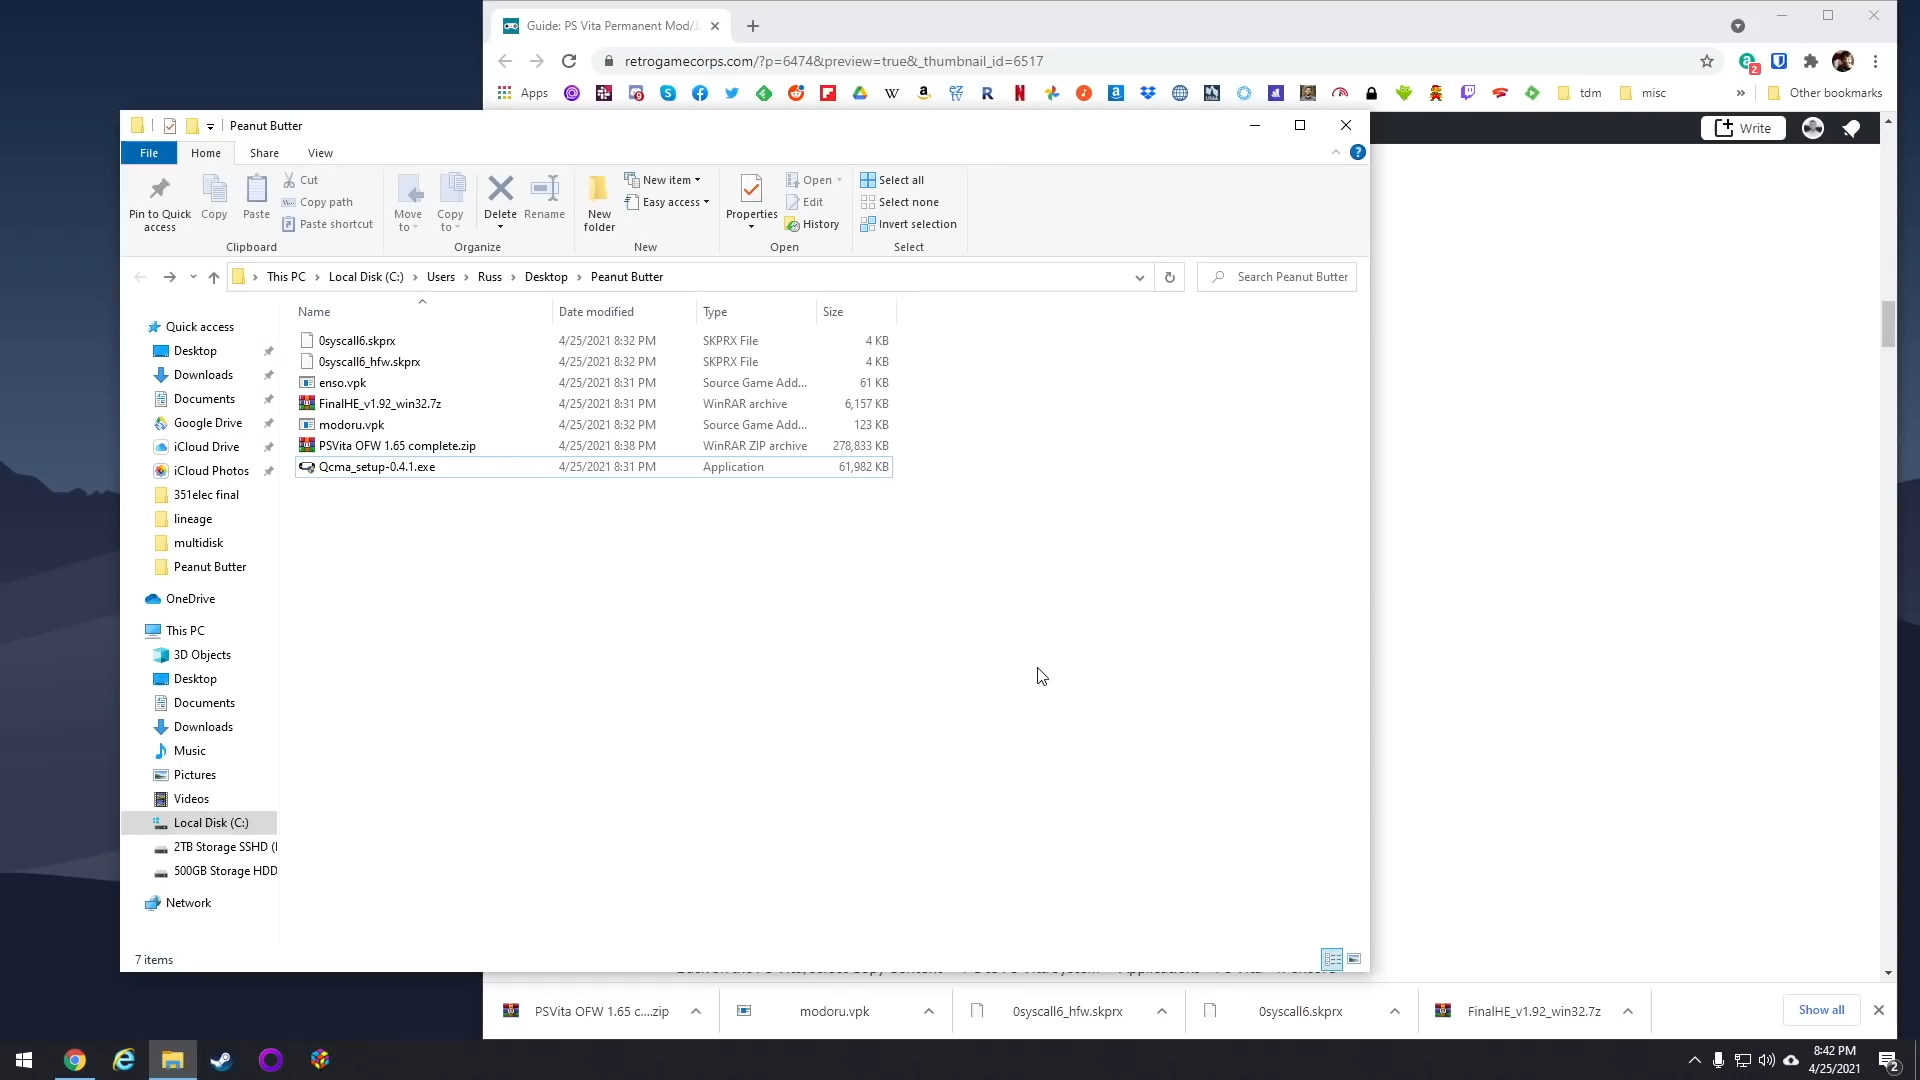 Guide: PS Vita Permanent Mod/J
retrogamecorps.com/?p=6474&preview=true&_thumbnail_id=6517
2
Apps
tdm
misc
» Other bookmarks
Write
Peanut Butter
File Home Share View
Pin to Quick access
Copy
Paste
Cut
Copy path
Paste shortcut
Clipboard
Move to
Copy to
Delete
Rename
Organize
New folder
New item
Easy access
New
Properties
Open
Edit
History
Open
Select all
Select none
Invert selection
Select
This PC › Local Disk (C:) › Users › Russ › Desktop › Peanut Butter
Search Peanut Butter
Name Date modified Type Size
0syscall6.skprx 4/25/2021 8:32 PM SKPRX File 4 KB
0syscall6_hfw.skprx 4/25/2021 8:32 PM SKPRX File 4 KB
enso.vpk 4/25/2021 8:31 PM Source Game Add... 61 KB
FinalHE_v1.92_win32.7z 4/25/2021 8:31 PM WinRAR archive 6,157 KB
modoru.vpk 4/25/2021 8:32 PM Source Game Add... 123 KB
PSVita OFW 1.65 complete.zip 4/25/2021 8:38 PM WinRAR ZIP archive 278,833 KB
Qcma_setup-0.4.1.exe 4/25/2021 8:31 PM Application 61,982 KB
Quick access
Desktop
Downloads
Documents
Google Drive
iCloud Drive
iCloud Photos
351elec final
lineage
multidisk
Peanut Butter
OneDrive
This PC
3D Objects
Desktop
Documents
Downloads
Music
Pictures
Videos
Local Disk (C:)
2TB Storage SSHD (
500GB Storage HDD
Network
7 items
PSVita OFW 1.65 c....zip
modoru.vpk
0syscall6_hfw.skprx
0syscall6.skprx
FinalHE_v1.92_win32.7z
Show all
8:42 PM
4/25/2021
2